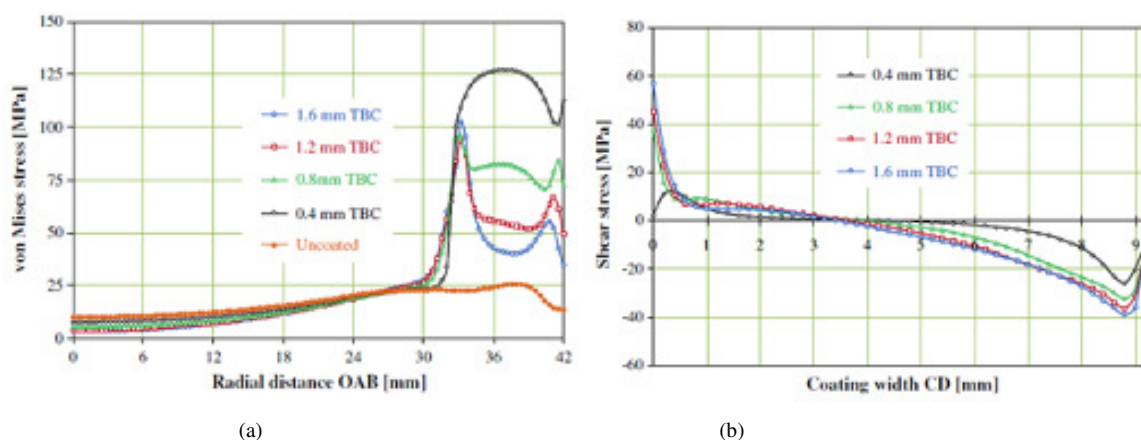 150
125
100
75
50
25
0
von Mises stress [MPa]
1.6 mm TBC
1.2 mm TBC
0.8mm TBC
0.4 mm TBC
Uncoated
0 6 12 18 24 30 36 42
Radial distance OAB [mm]
(a)
80
60
40
20
0
-20
-40
-60
Shear stress [MPa]
0.4 mm TBC
0.8 mm TBC
1.2 mm TBC
1.6 mm TBC
0 1 2 3 4 5 6 7 8 9
Coating width CD [mm]
(b)